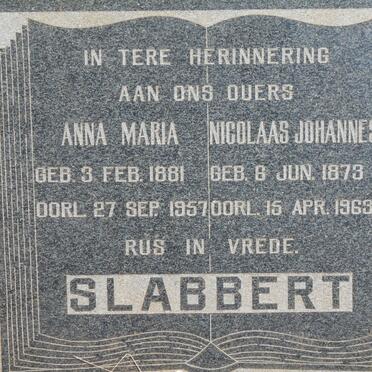 IN TERE HERINNERING
AAN ONS OUERS
ANNA MARIA NICOLAAS JOHANNES
GEB. 3 FEB. 1881 GEB. 6 JUN. 1873
OORL. 27 SEP. 1957 OORL. 15 APR. 1963
RUS IN VREDE.
SLABBERT